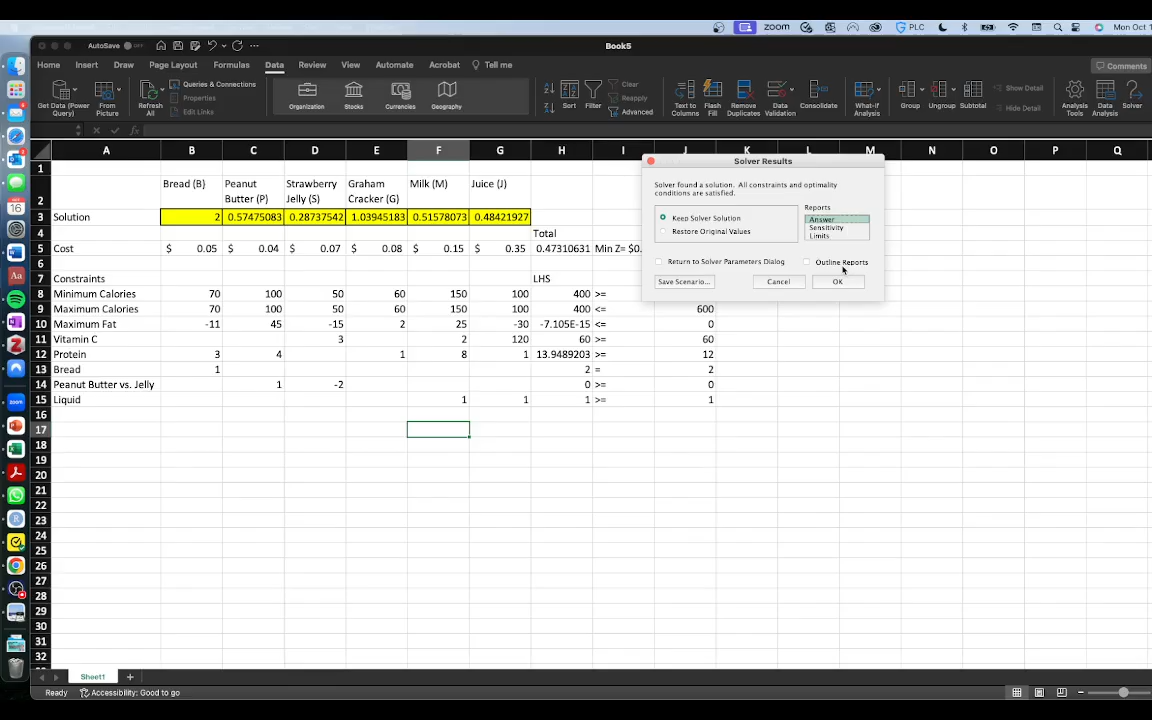 zoom PLC Mon Oct 1
AutoSave OFF Book5
Home Insert Draw Page Layout Formulas Data Review View Automate Acrobat Tell me Comments
Get Data (Power Query) From Picture Refresh All Queries & Connections Properties Edit Links Organization Stocks Currencies Geography Sort Filter Clear Reapply Advanced Text to Columns Flash Fill Remove Duplicates Data Validation Consolidate What-if Analysis Group Ungroup Subtotal Show Detail Hide Detail Analysis Tools Data Analysis Solver
fx
A B C D E F G H I J K L M N O P Q
1
2 Bread (B) Peanut Butter (P) Strawberry Jelly (S) Graham Cracker (G) Milk (M) Juice (J)
3 Solution 2 0.57475083 0.28737542 1.03945183 0.51578073 0.48421927
4 Total
5 Cost $ 0.05 $ 0.04 $ 0.07 $ 0.08 $ 0.15 $ 0.35 0.47310631 Min Z= $0.
6
7 Constraints LHS
8 Minimum Calories 70 100 50 60 150 100 400 >=
9 Maximum Calories 70 100 50 60 150 100 400 <= 600
10 Maximum Fat -11 45 -15 2 25 -30 -7.105E-15 <= 0
11 Vitamin C 3 2 120 60 >= 60
12 Protein 3 4 1 8 1 13.9489203 >= 12
13 Bread 1 2 = 2
14 Peanut Butter vs. Jelly 1 -2 0 >= 0
15 Liquid 1 1 1 >= 1
16
17
18
19
20
21
22
23
24
25
26
27
28
29
30
31
32
Solver Results
Solver found a solution. All constraints and optimality
conditions are satisfied.
Reports
Keep Solver Solution
Restore Original Values
Answer
Sensitivity
Limits
Return to Solver Parameters Dialog Outline Reports
Save Scenario... Cancel OK
Sheet1 +
Ready Accessibility: Good to go